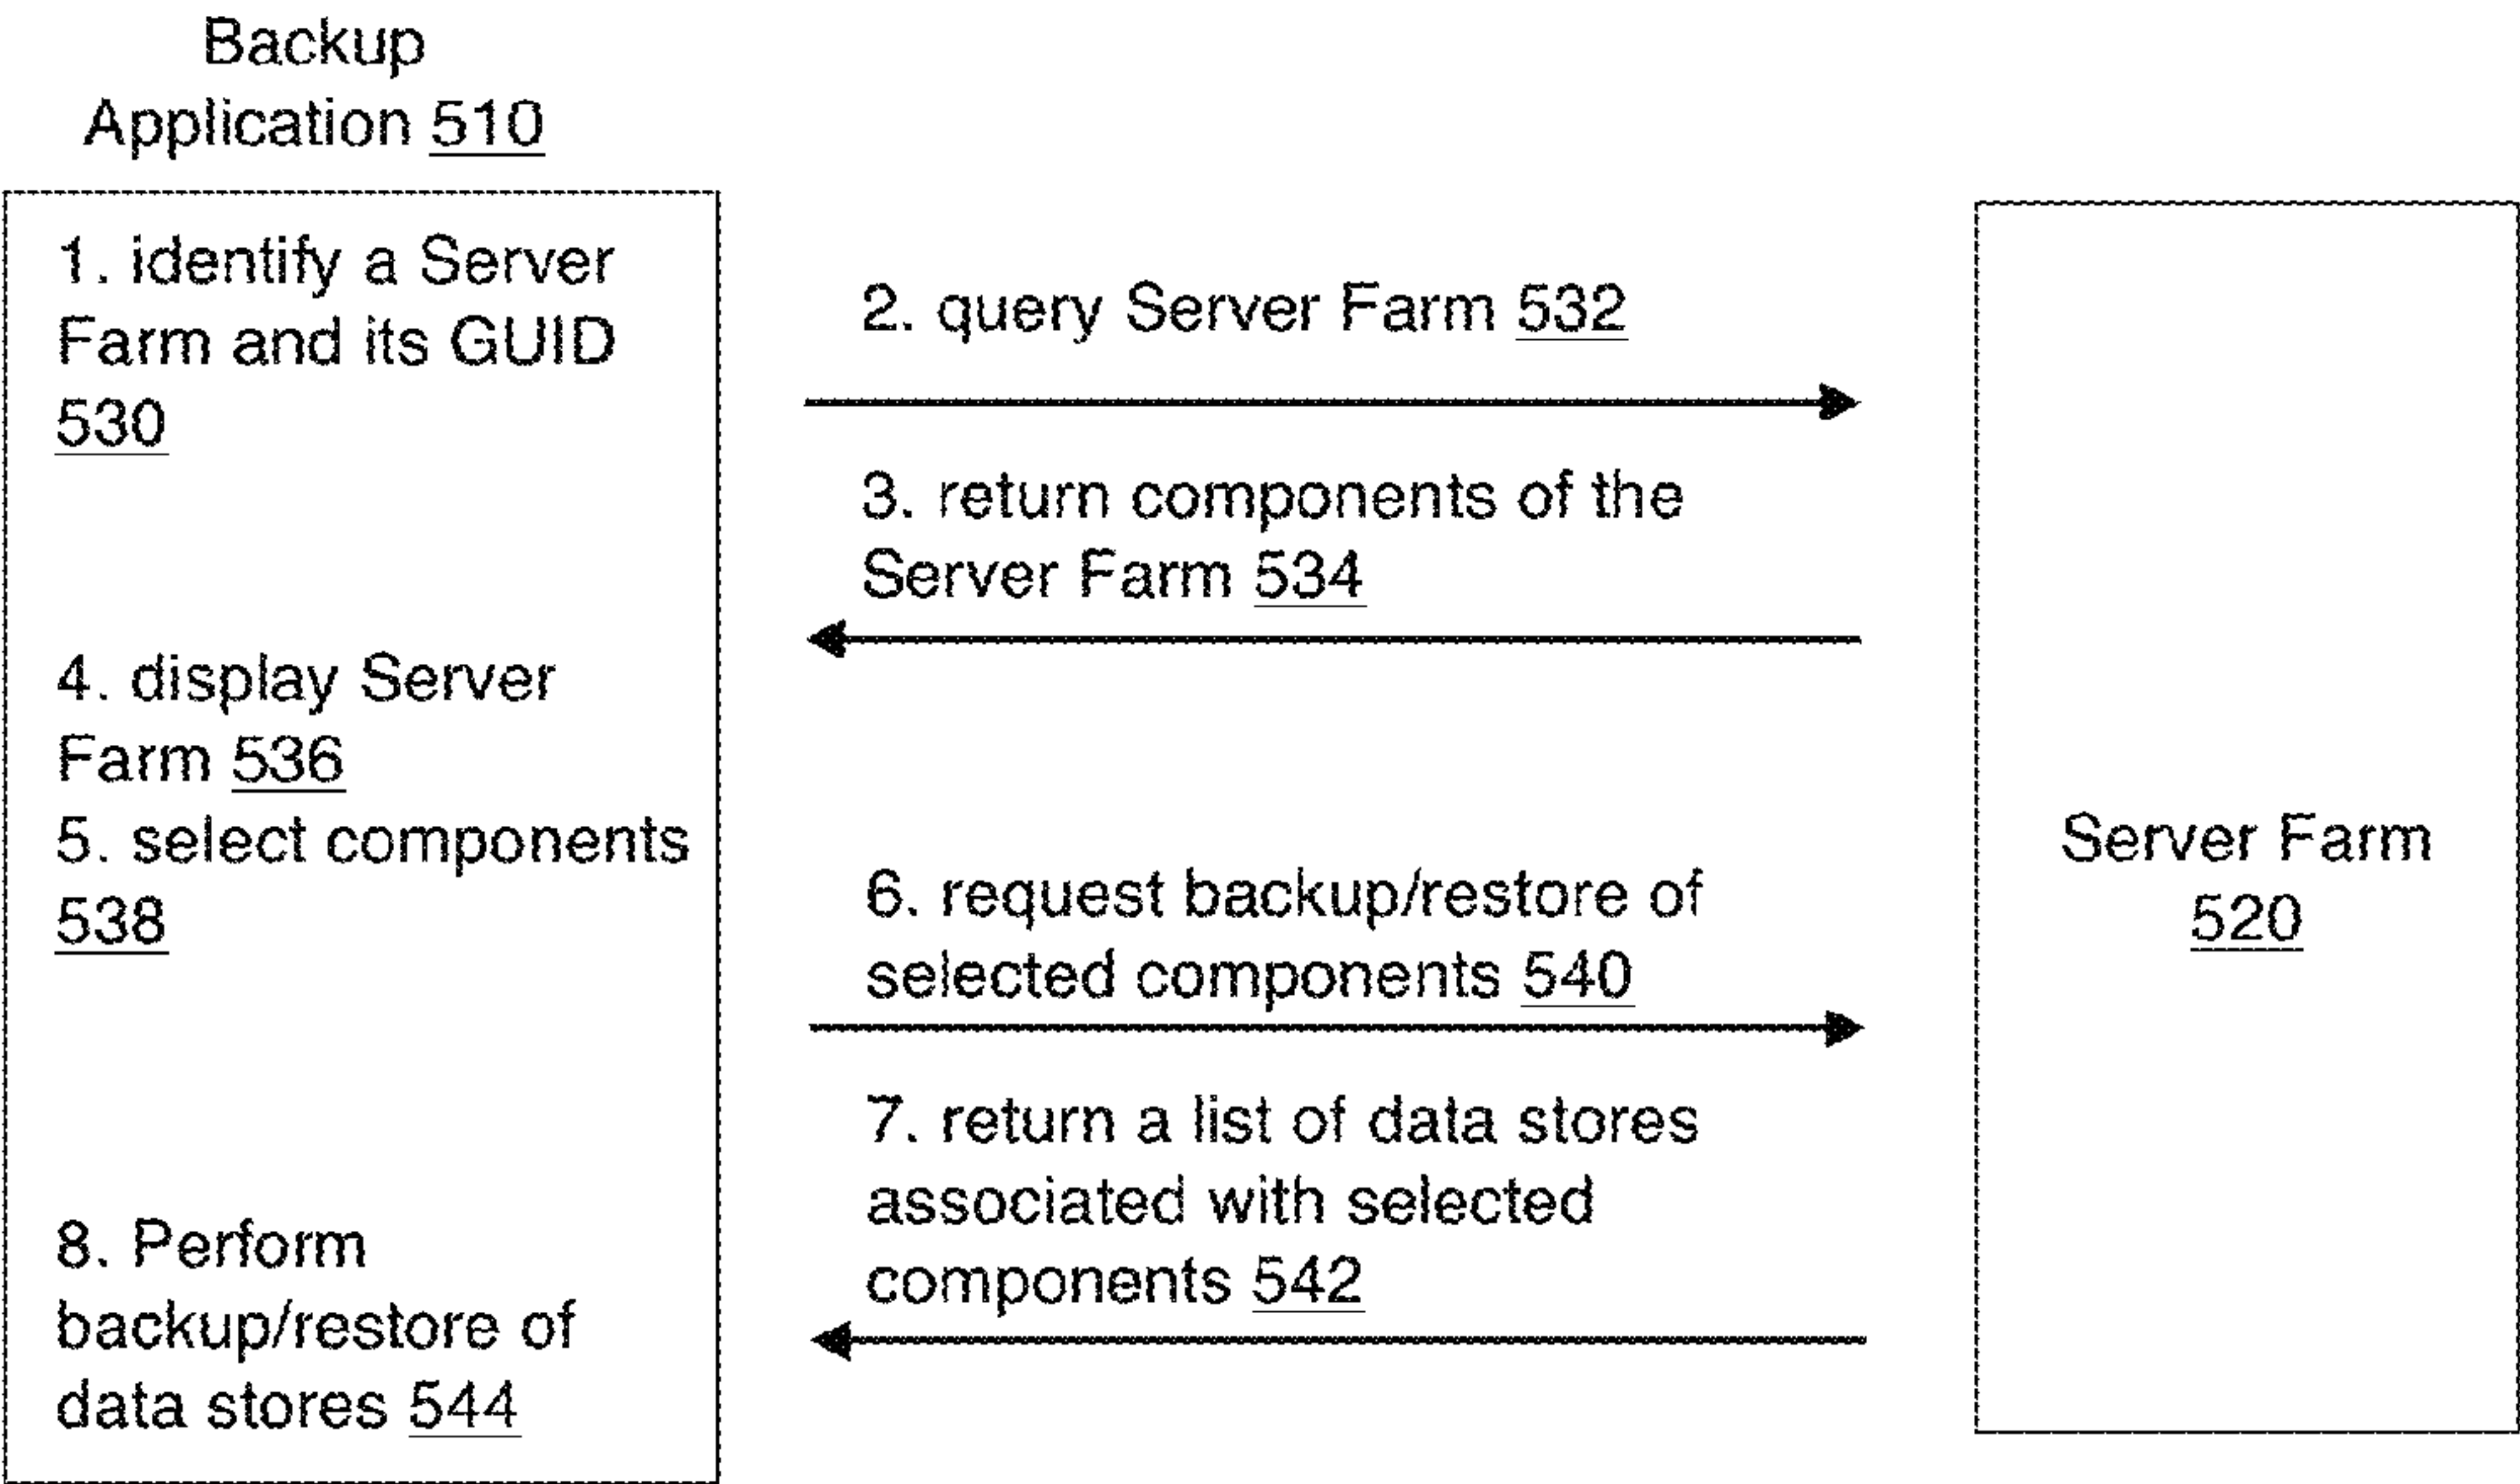 Backup
Application 510
1. identify a Server
Farm and its GUID
530
2. query Server Farm 532
3. return components of the
Server Farm 534
4. display Server
Farm 536
5. select components
538
6. request backup/restore of
selected components 540
7. return a list of data stores
associated with selected
components 542
8. Perform
backup/restore of
data stores 544
Server Farm
520